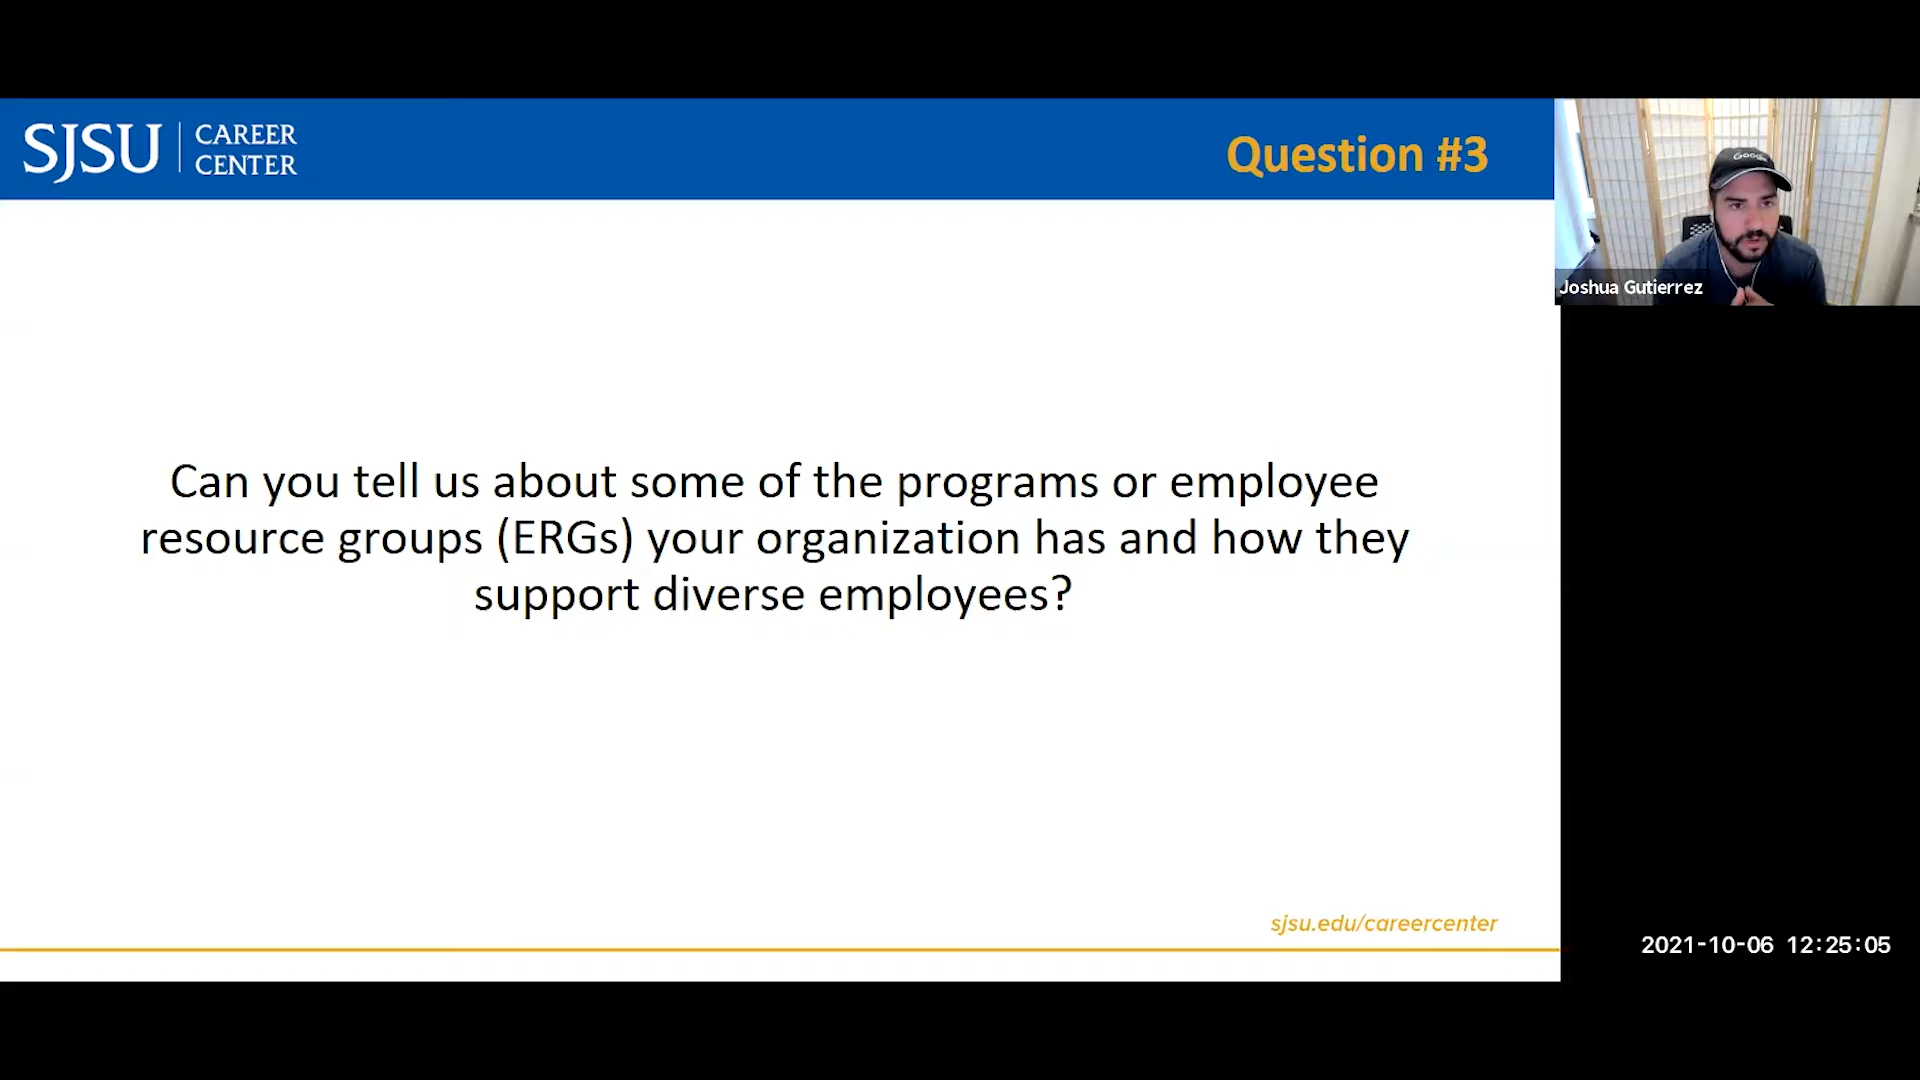 SJSU
CAREER
CENTER
Question #3
Google
Joshua Gutierrez
Can you tell us about some of the programs or employee
resource groups (ERGs) your organization has and how they
support diverse employees?
sjsu.edu/careercenter
2021-10-06 12:25:05